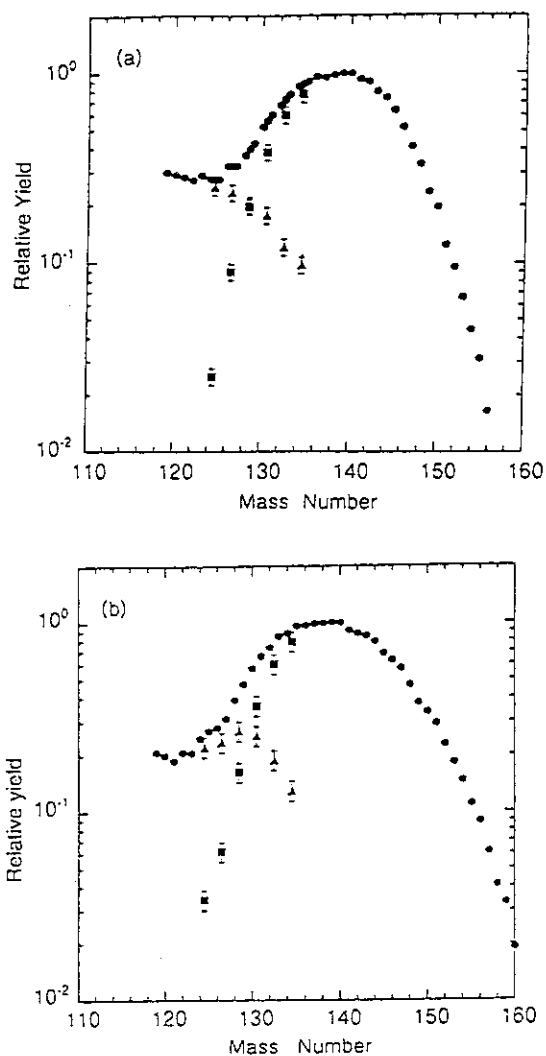 (a)
10⁰
10⁻¹
10⁻²
Relative Yield
110 120 130 140 150 160
Mass Number
(b)
10⁰
10⁻¹
10⁻²
Relative yield
110 120 130 140 150 160
Mass Number